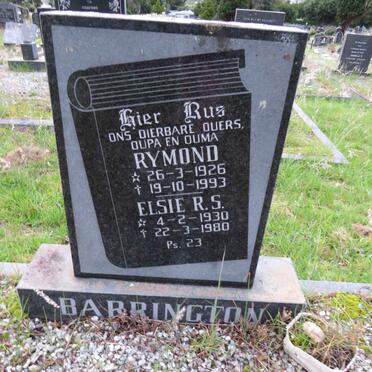 Hier Rus
ONS DIERBARE OUERS,
OUPA EN OUMA
RYMOND
☆ 26-3-1926
† 19-10-1993
ELSIE R.S.
☆ 4-2-1930
† 22-3-1980
Ps. 23
BARRINGTON